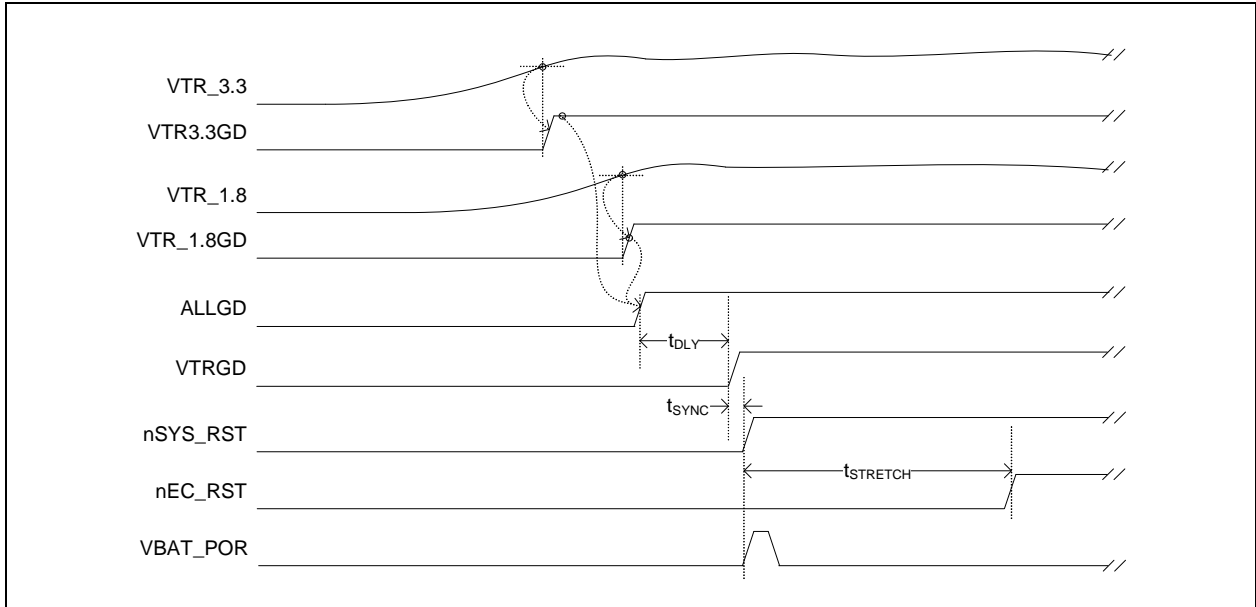 VTR_3.3
VTR3.3GD
VTR_1.8
VTR_1.8GD
ALLGD
tDLY
VTRGD
tSYNC
nSYS_RST
tSTRETCH
nEC_RST
VBAT_POR